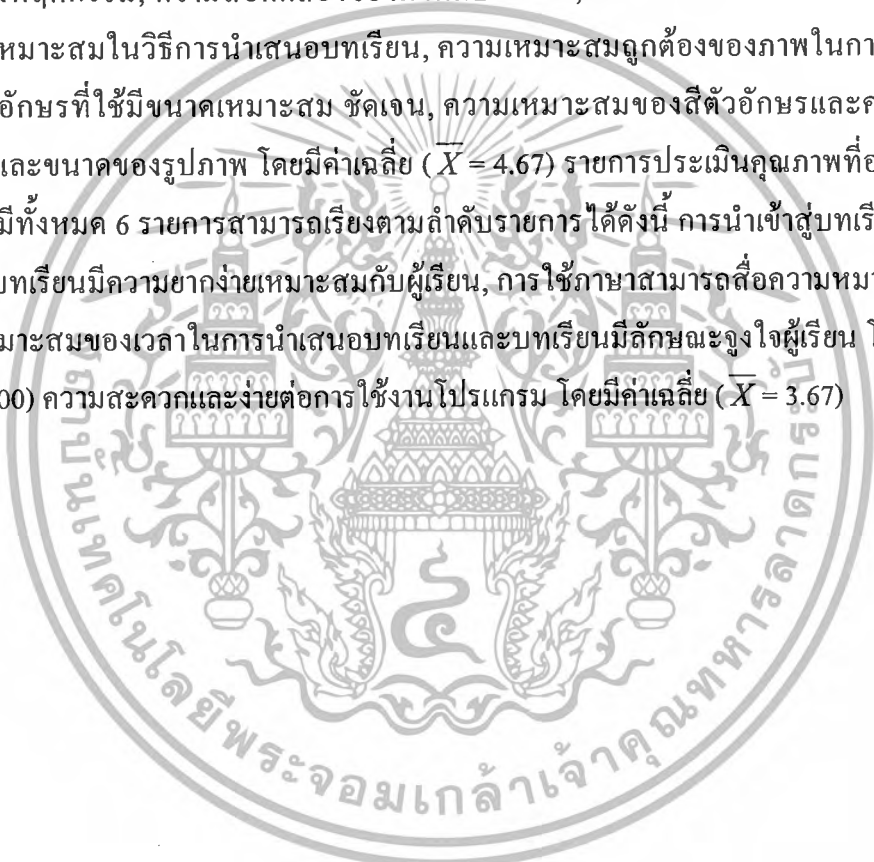 หมาะสมในวิธีการนำเสนอบทเรียน, ความเหมาะสมถูกต้องของภาพในกา
อักษรที่ใช้มีขนาดเหมาะสม ชัดเจน, ความเหมาะสมของสีตัวอักษรและค
และขนาดของรูปภาพ โดยมีค่าเฉลี่ย (X̄ = 4.67) รายการประเมินคุณภาพที่อ
มีทั้งหมด 6 รายการสามารถเรียงตามลำดับรายการได้ดังนี้ การนำเข้าสู่บทเรี
บทเรียนมีความยากง่ายเหมาะสมกับผู้เรียน, การใช้ภาษาสามารถสื่อความหมา
มาะสมของเวลาในการนำเสนอบทเรียนและบทเรียนมีลักษณะจูงใจผู้เรียน โ
00) ความสะดวกและง่ายต่อการใช้งานโปรแกรม โดยมีค่าเฉลี่ย (X̄ = 3.67)
๔
สถาบันเทคโนโลยีพระจอมเกล้าเจ้าคุณทหารลาดกระบัง